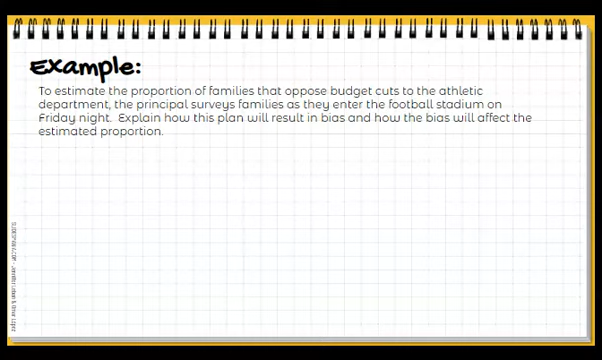 Example:
To estimate the proportion of families that oppose budget cuts to the athletic
department, the principal surveys families as they enter the football stadium on
Friday night.  Explain how this plan will result in bias and how the bias will affect the
estimated proportion.